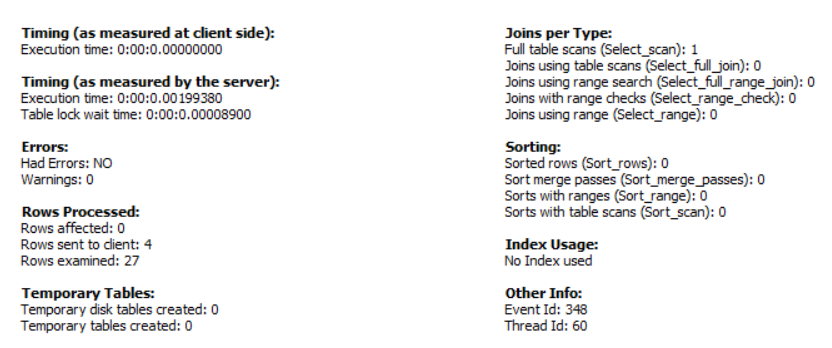 Timing (as measured at client side):
Execution time: 0:00:0.00000000
Timing (as measured by the server):
Execution time: 0:00:0.00199380
Table lock wait time: 0:00:0.00008900
Errors:
Had Errors: NO
Warnings: 0
Rows Processed:
Rows affected: 0
Rows sent to client: 4
Rows examined: 27
Temporary Tables:
Temporary disk tables created: 0
Temporary tables created: 0
Joins per Type:
Full table scans (Select_scan): 1
Joins using table scans (Select_full_join): 0
Joins using range search (Select_full_range_join): 0
Joins with range checks (Select_range_check): 0
Joins using range (Select_range): 0
Sorting:
Sorted rows (Sort_rows): 0
Sort merge passes (Sort_merge_passes): 0
Sorts with ranges (Sort_range): 0
Sorts with table scans (Sort_scan): 0
Index Usage:
No Index used
Other Info:
Event Id: 348
Thread Id: 60